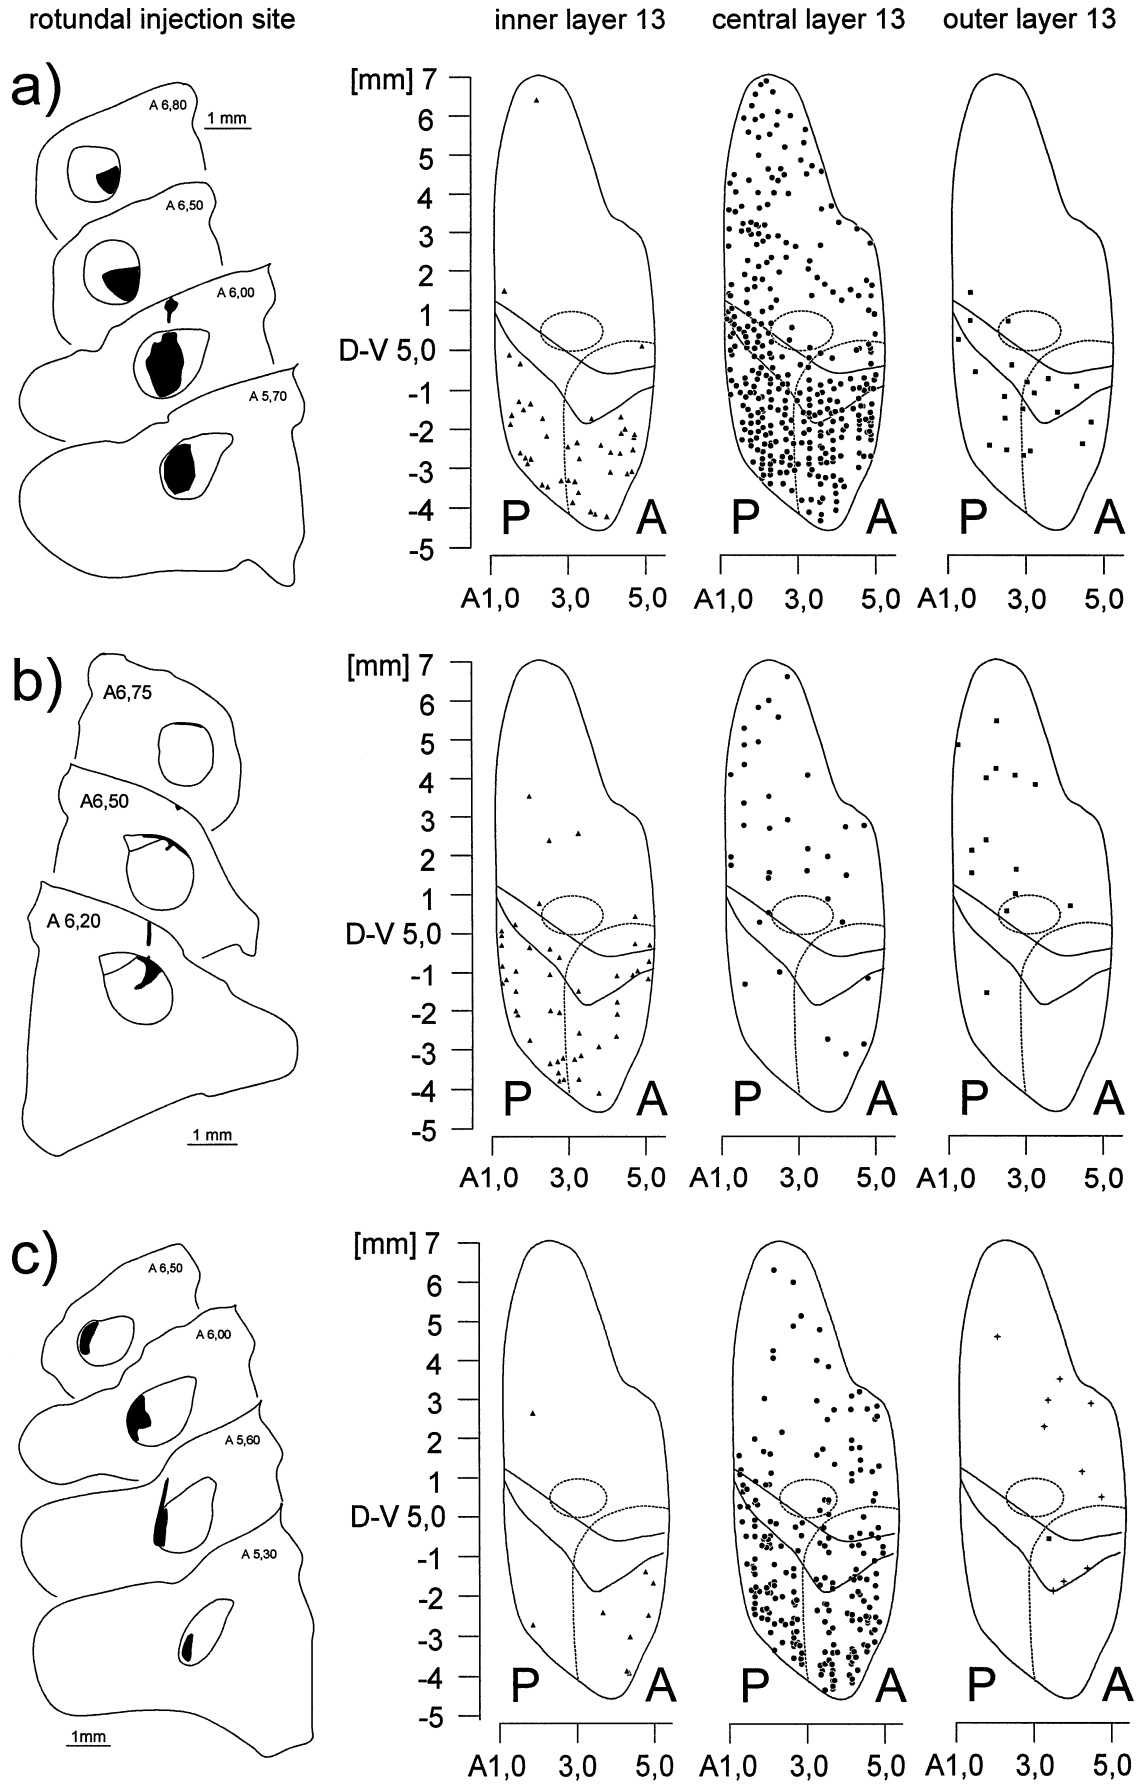 rotundal injection site inner layer 13 central layer 13 outer layer 13
a)
A 6,80
1 mm
A 6,50
A 6,00
A 5,70
[mm] 7
6
5
4
3
2
1
D-V 5,0
-1
-2
-3
-4
-5
P A P A P A
A1,0 3,0 5,0 A1,0 3,0 5,0 A1,0 3,0 5,0
b)
A6,75
A6,50
A 6,20
1 mm
[mm] 7
6
5
4
3
2
1
D-V 5,0
-1
-2
-3
-4
-5
P A P A P A
A1,0 3,0 5,0 A1,0 3,0 5,0 A1,0 3,0 5,0
c)
A 6,50
A 6,00
A 5,60
A 5,30
1mm
[mm] 7
6
5
4
3
2
1
D-V 5,0
-1
-2
-3
-4
-5
P A P A P A
A1,0 3,0 5,0 A1,0 3,0 5,0 A1,0 3,0 5,0